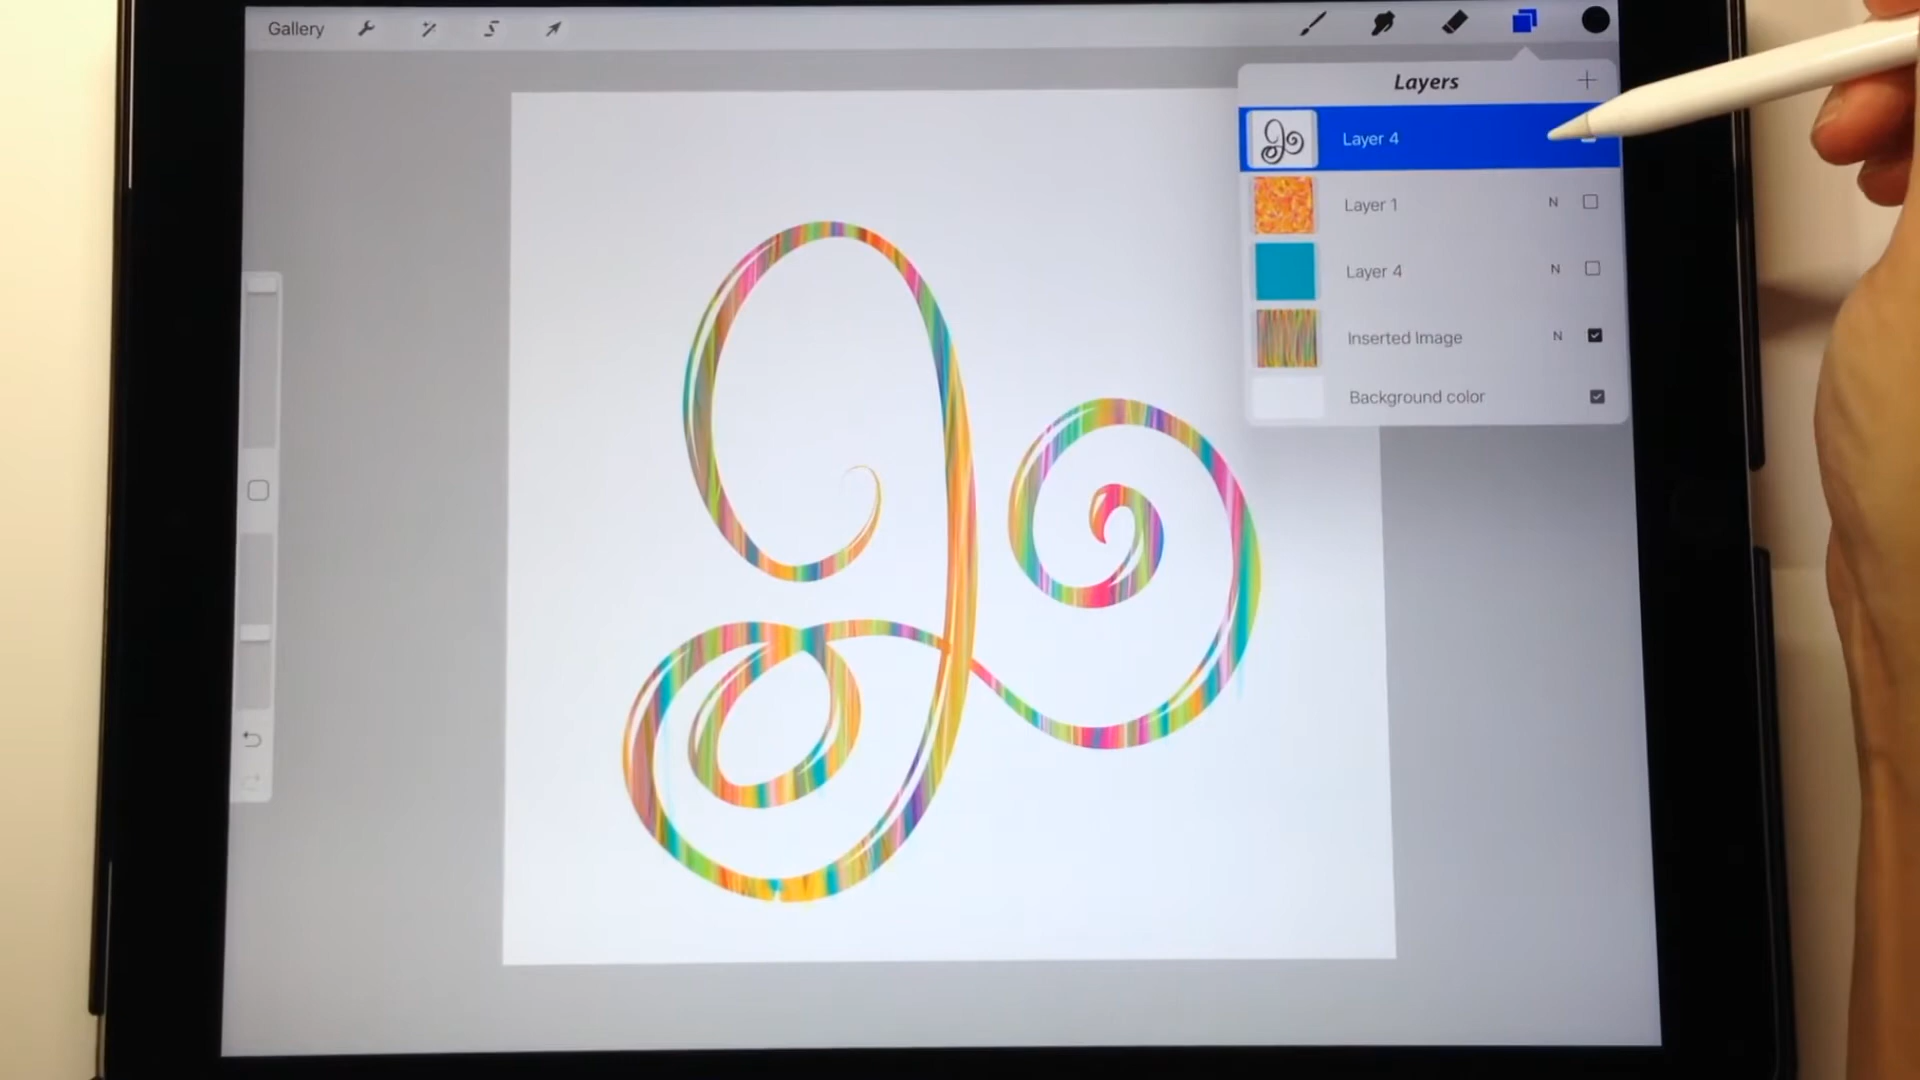 Gallery
Layers
Layer 4
Layer 1 N
Layer 4 N
Inserted Image N
Background color